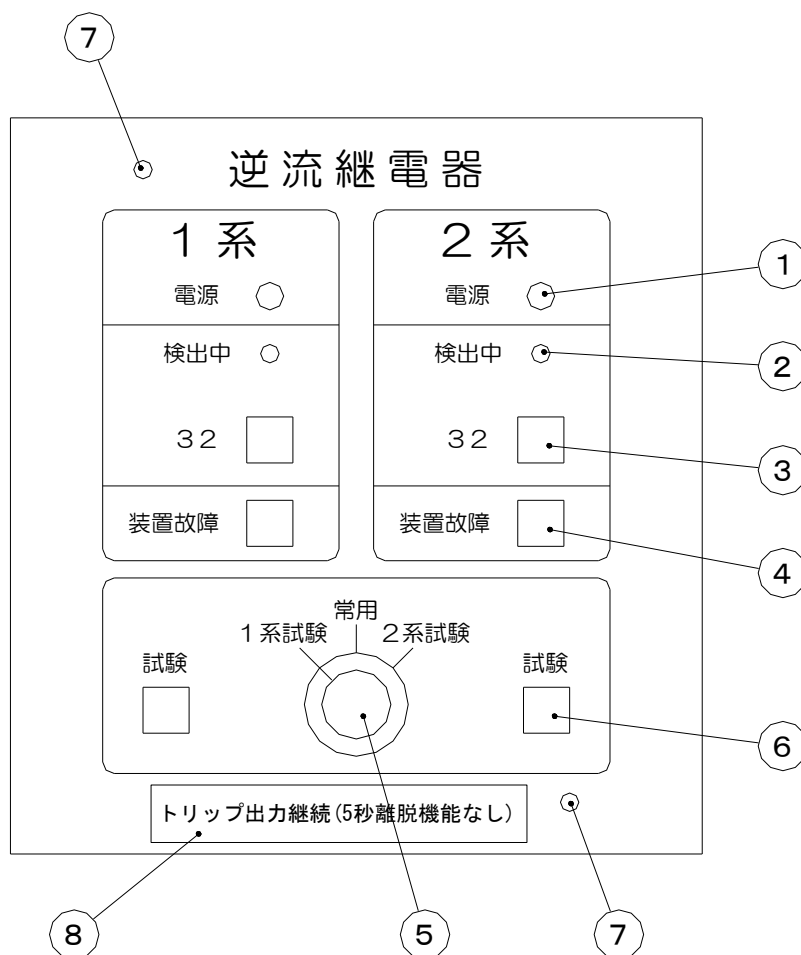 ⑦
逆流継電器
1系
電源
検出中
32
装置故障
2系
電源
検出中
32
装置故障
①
②
③
④
常用
1系試験
2系試験
試験
試験
⑥
トリップ出力継続(5秒離脱機能なし)
⑧
⑤
⑦